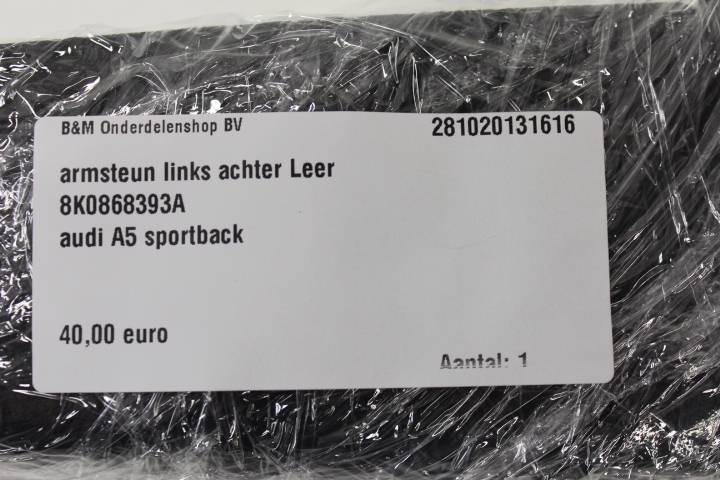 B&M Onderdelenshop BV
281020131616
armsteun links achter Leer
8K0868393A
audi A5 sportback
40,00 euro
Aantal: 1